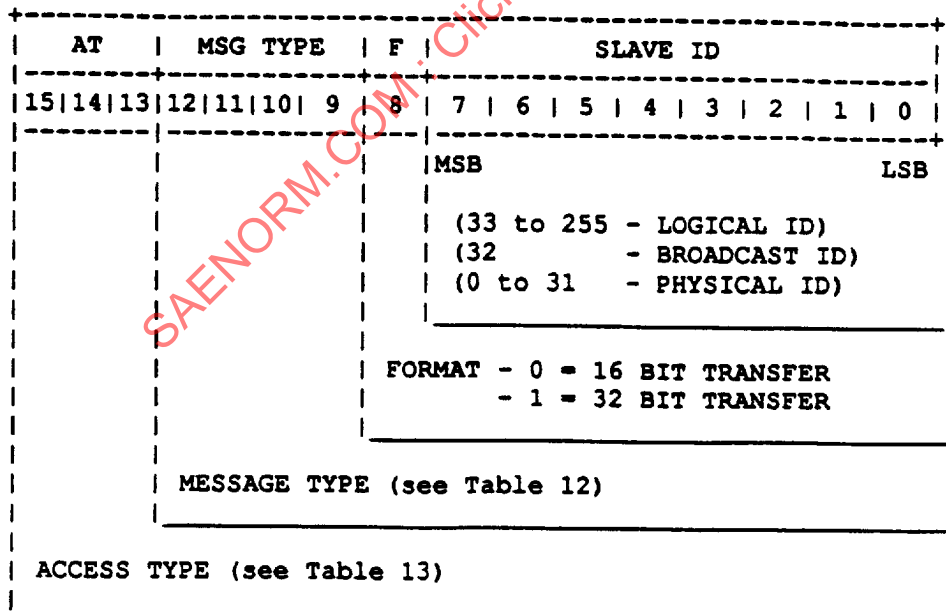 AT | MSG TYPE | F | SLAVE ID
|15|14|13|12|11|10| 9 | 8 | 7 | 6 | 5 | 4 | 3 | 2 | 1 | 0 |
MSB LSB
(33 to 255 - LOGICAL ID)
(32 - BROADCAST ID)
(0 to 31 - PHYSICAL ID)
FORMAT - 0 = 16 BIT TRANSFER
- 1 = 32 BIT TRANSFER
MESSAGE TYPE (see Table 12)
ACCESS TYPE (see Table 13)
SAENORM.COM : Click